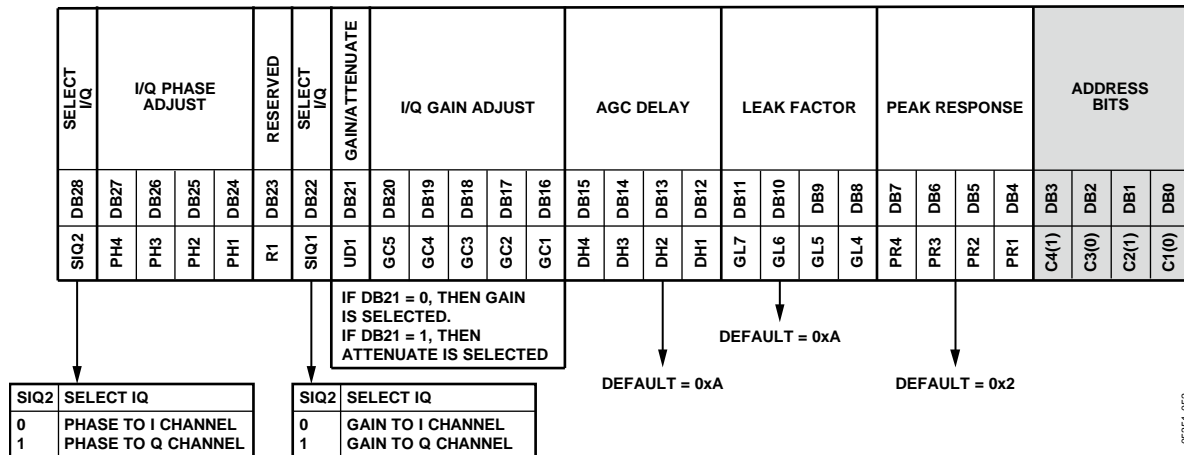 SELECT
I/Q
I/Q PHASE
ADJUST
RESERVED
SELECT
I/Q
GAIN/ATTENUATE
I/Q GAIN ADJUST
AGC DELAY
LEAK FACTOR
PEAK RESPONSE
ADDRESS
BITS
DB28 DB27 DB26 DB25 DB24 DB23 DB22 DB21 DB20 DB19 DB18 DB17 DB16 DB15 DB14 DB13 DB12 DB11 DB10 DB9 DB8 DB7 DB6 DB5 DB4 DB3 DB2 DB1 DB0
SIQ2 PH4 PH3 PH2 PH1 R1 SIQ1 UD1 GC5 GC4 GC3 GC2 GC1 DH4 DH3 DH2 DH1 GL7 GL6 GL5 GL4 PR4 PR3 PR2 PR1 C4(1) C3(0) C2(1) C1(0)
IF DB21 = 0, THEN GAIN
IS SELECTED.
IF DB21 = 1, THEN
ATTENUATE IS SELECTED
DEFAULT = 0xA
DEFAULT = 0xA
DEFAULT = 0x2
SIQ2 SELECT IQ
0 PHASE TO I CHANNEL
1 PHASE TO Q CHANNEL
SIQ2 SELECT IQ
0 GAIN TO I CHANNEL
1 GAIN TO Q CHANNEL